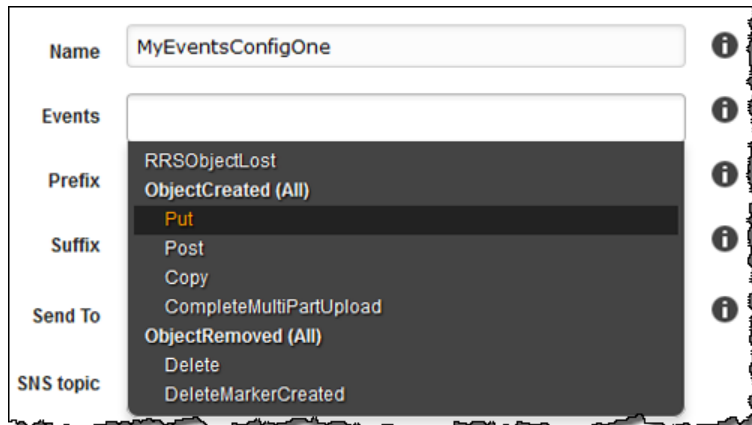 Name
MyEventsConfigOne
Events
RRSObjectLost
Prefix
ObjectCreated (All)
Put
Suffix
Post
Copy
CompleteMultiPartUpload
Send To
ObjectRemoved (All)
Delete
SNS topic
DeleteMarkerCreated